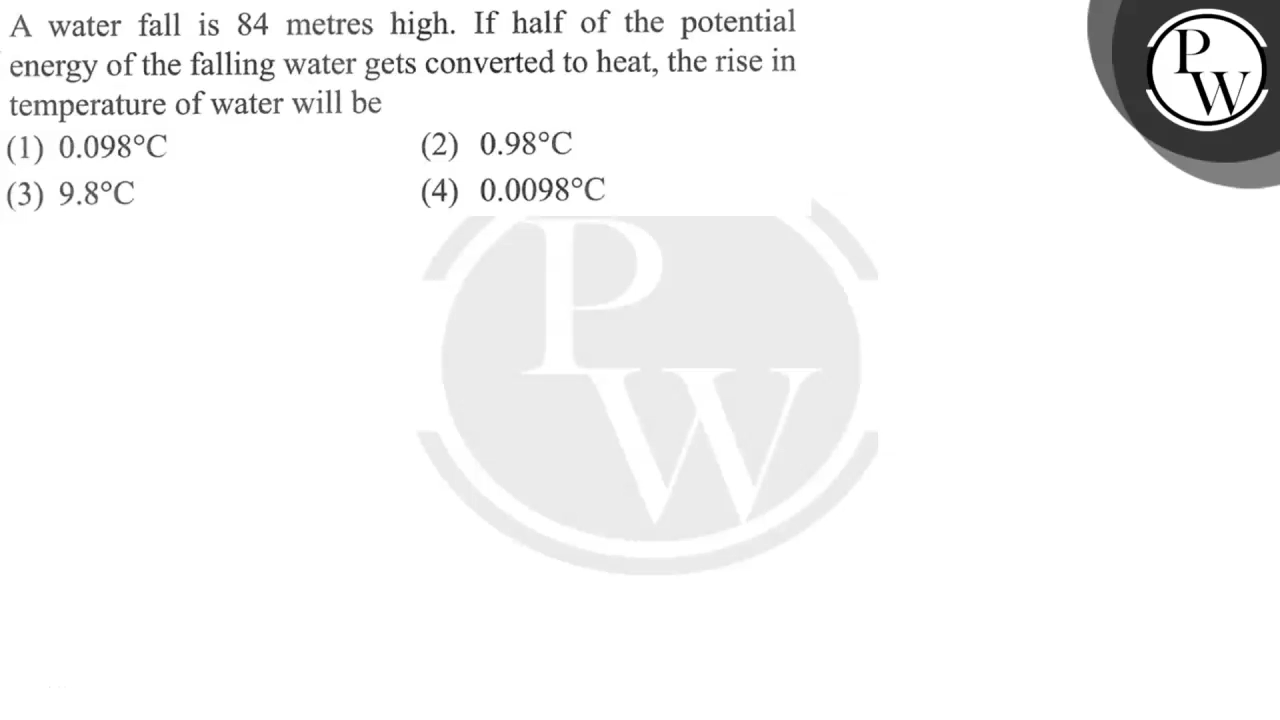 A water fall is 84 metres high. If half of the potential
energy of the falling water gets converted to heat, the rise in
temperature of water will be
(1) 0.098°C (2) 0.98°C
(3) 9.8°C (4) 0.0098°C
P
W
P
W